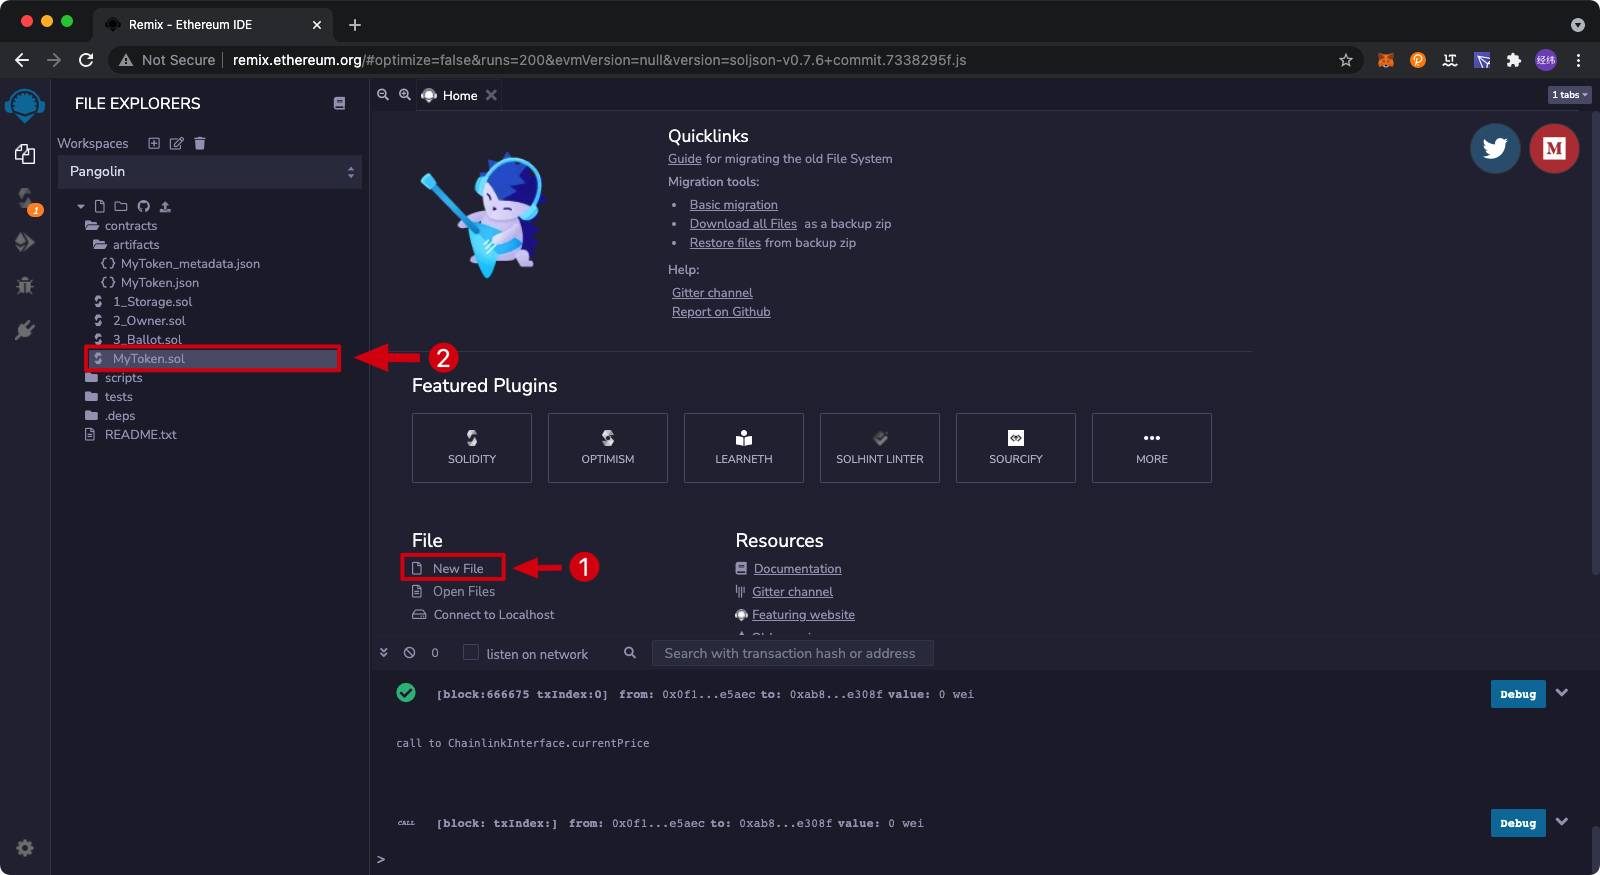 Remix - Ethereum IDE
Not Secure
remix.ethereum.org/#optimize=false&runs=200&evmVersion=null&version=soljson-v0.7.6+commit.7338295f.js
经纬
FILE EXPLORERS
Home
1 tabs
Workspaces
Pangolin
1
contracts
artifacts
MyToken_metadata.json
MyToken.json
1_Storage.sol
2_Owner.sol
3_Ballot.sol
MyToken.sol
2
scripts
tests
.deps
README.txt
Quicklinks
Guide for migrating the old File System
Migration tools:
• Basic migration
• Download all Files as a backup zip
• Restore files from backup zip
Help:
Gitter channel
Report on Github
Featured Plugins
SOLIDITY
OPTIMISM
LEARNETH
SOLHINT LINTER
SOURCIFY
MORE
File
New File
1
Open Files
Connect to Localhost
Resources
Documentation
Gitter channel
Featuring website
0
listen on network
Search with transaction hash or address
[block:666675 txIndex:0] from: 0x0f1...e5aec to: 0xab8...e308f value: 0 wei
Debug
call to ChainlinkInterface.currentPrice
CALL
[block: txIndex:] from: 0x0f1...e5aec to: 0xab8...e308f value: 0 wei
Debug
>